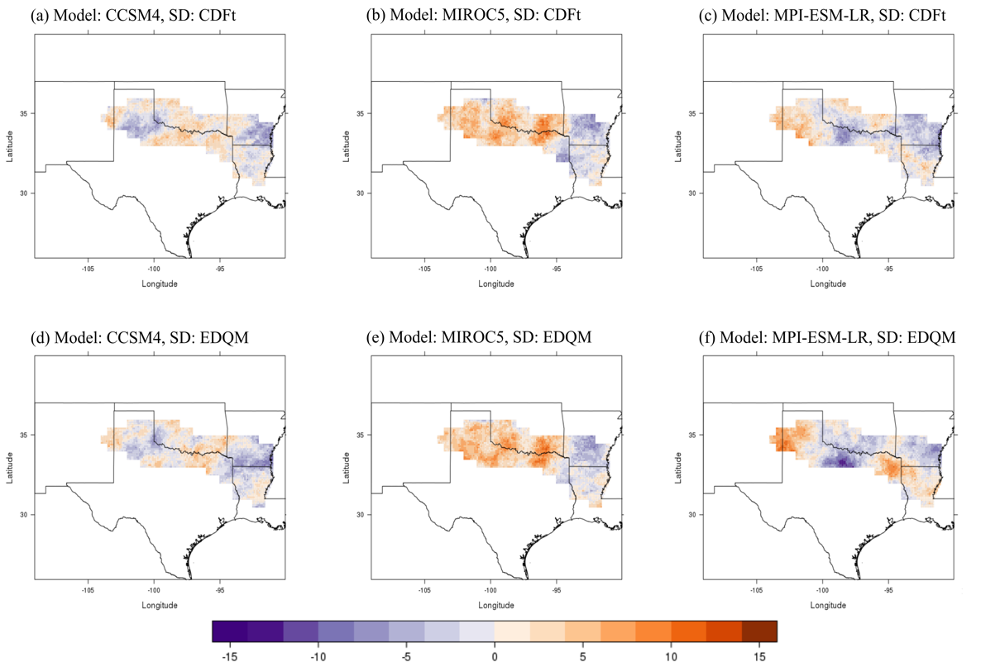 (a) Model: CCSM4, SD: CDFt
(b) Model: MIROC5, SD: CDFt
(c) Model: MPI-ESM-LR, SD: CDFt
Latitude
35
30
-105
-100
-95
Longitude
Latitude
35
30
-105
-100
-95
Longitude
Latitude
35
30
-105
-100
-95
Longitude
(d) Model: CCSM4, SD: EDQM
(e) Model: MIROC5, SD: EDQM
(f) Model: MPI-ESM-LR, SD: EDQM
Latitude
35
30
-105
-100
-95
Longitude
Latitude
35
30
-105
-100
-95
Longitude
Latitude
35
30
-105
-100
-95
Longitude
-15
-10
-5
0
5
10
15